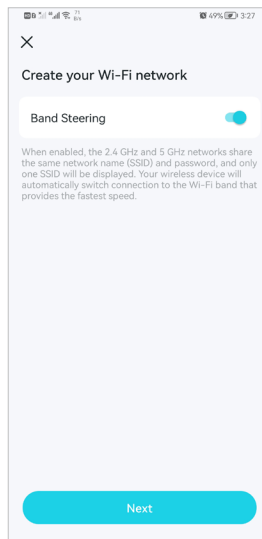 71
B/s
49% 3:27
Create your Wi-Fi network
Band Steering
When enabled, the 2.4 GHz and 5 GHz networks share
the same network name (SSID) and password, and only
one SSID will be displayed. Your wireless device will
automatically switch connection to the Wi-Fi band that
provides the fastest speed.
Next